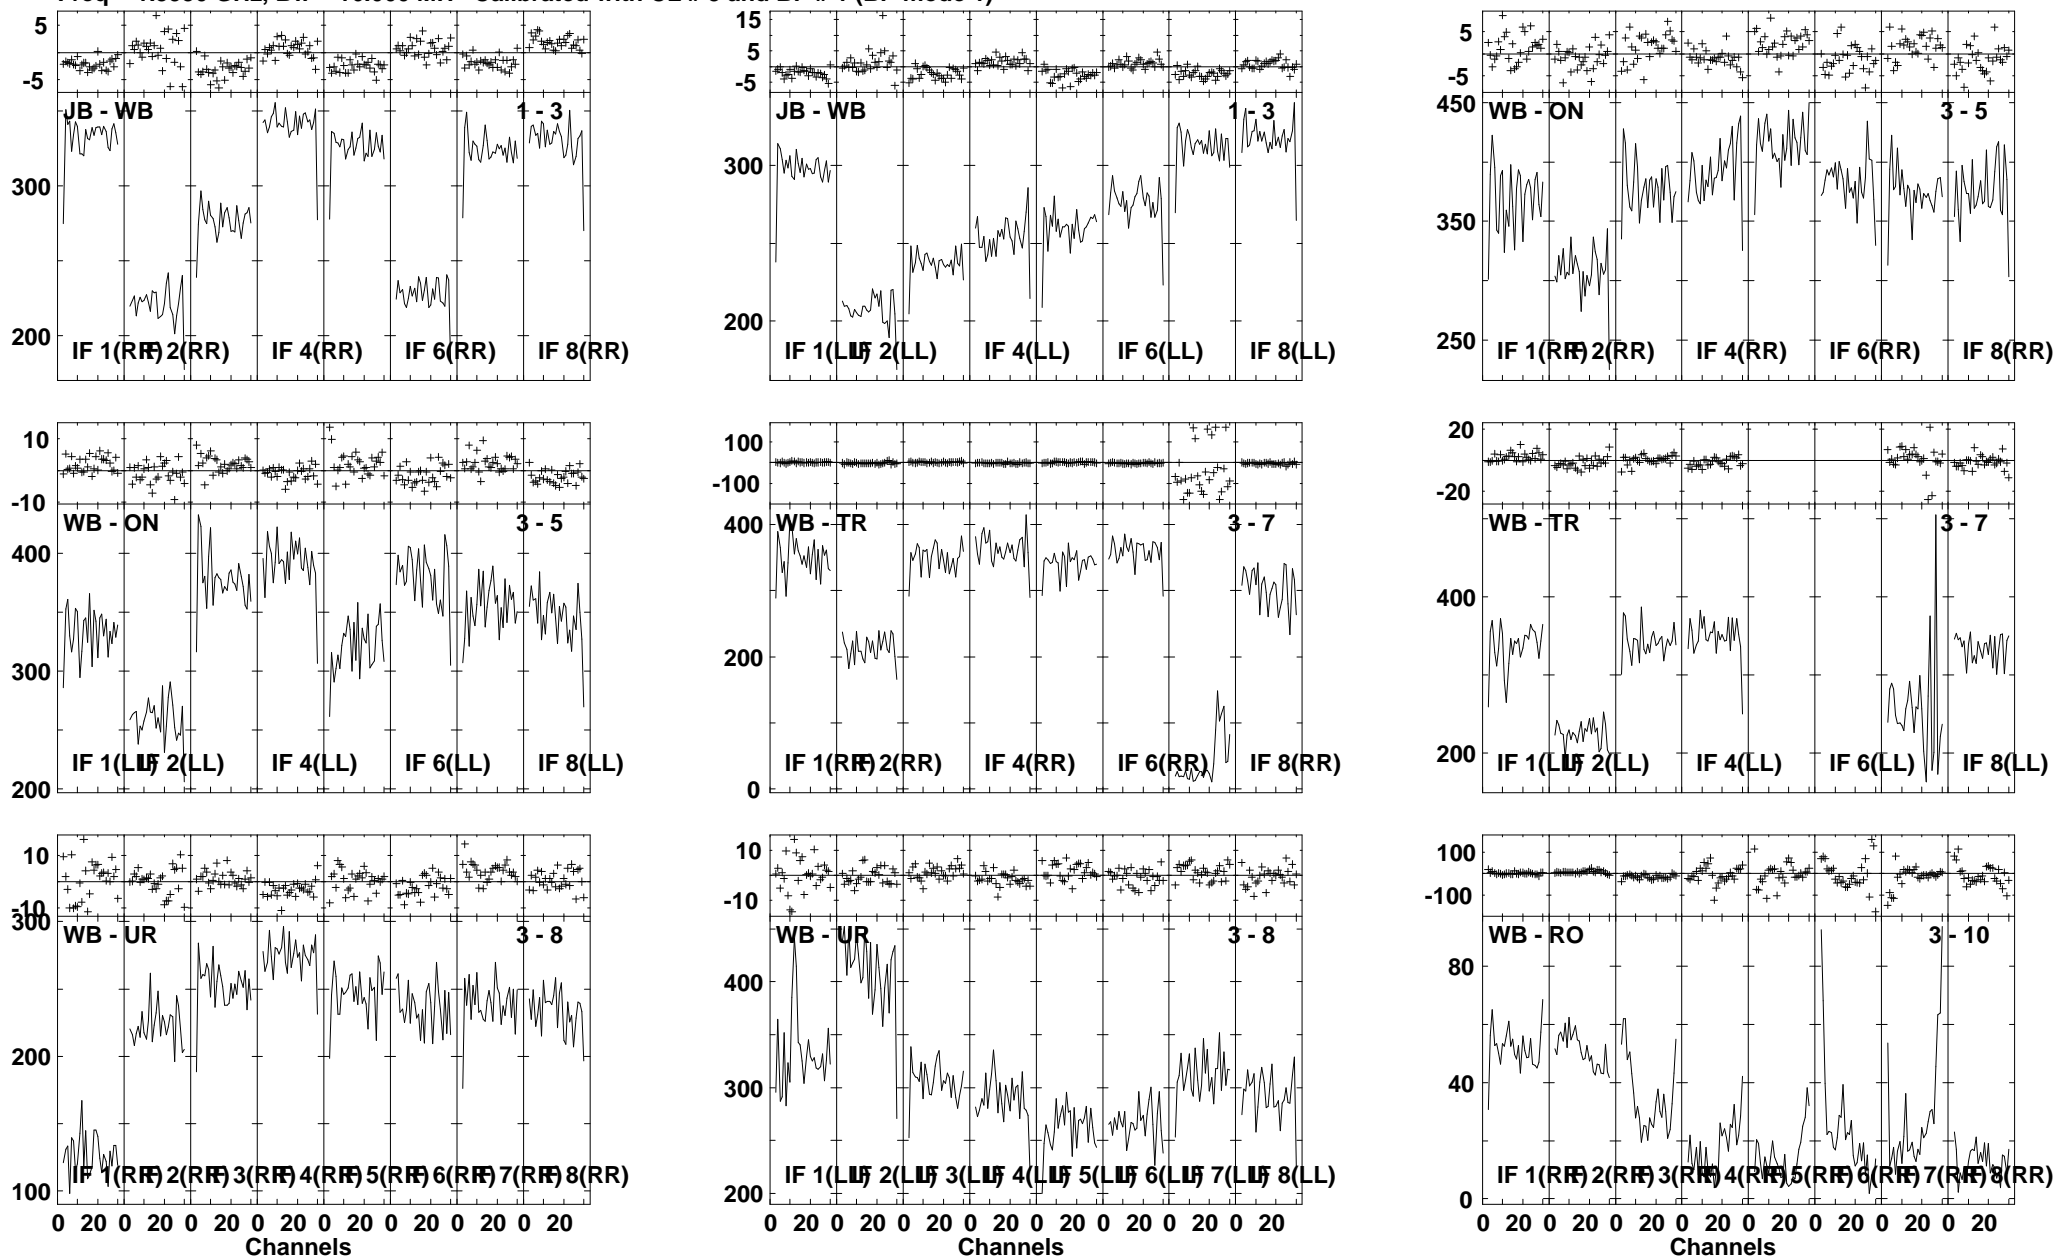 5
-5
JB - WB
1 - 3
300
200
IF 1(RR)
IF 2(RR)
IF 4(RR)
IF 6(RR)
IF 8(RR)
15
5
-5
JB - WB
1 - 3
300
200
IF 1(LL)
IF 2(LL)
IF 4(LL)
IF 6(LL)
IF 8(LL)
5
-5
450
WB - ON
3 - 5
350
250
IF 1(RR)
IF 2(RR)
IF 4(RR)
IF 6(RR)
IF 8(RR)
10
-10
WB - ON
3 - 5
400
300
200
IF 1(LL)
IF 2(LL)
IF 4(LL)
IF 6(LL)
IF 8(LL)
100
-100
WB - TR
3 - 7
400
200
0
IF 1(RR)
IF 2(RR)
IF 4(RR)
IF 6(RR)
IF 8(RR)
20
-20
WB - TR
3 - 7
400
200
IF 1(LL)
IF 2(LL)
IF 4(LL)
IF 6(LL)
IF 8(LL)
10
-10
300
WB - UR
3 - 8
200
100
IF 1(RR)
IF 2(RR)
IF 3(RR)
IF 4(RR)
IF 5(RR)
IF 6(RR)
IF 7(RR)
IF 8(RR)
0 20 0 20 0 20 0 20 0 20 0 20 0 20 0 20
Channels
10
-10
WB - UR
3 - 8
400
300
200
IF 1(LL)
IF 2(LL)
IF 3(LL)
IF 4(LL)
IF 5(LL)
IF 6(LL)
IF 7(LL)
IF 8(LL)
0 20 0 20 0 20 0 20 0 20 0 20 0 20 0 20
Channels
100
-100
WB - RO
3 - 10
80
40
0
IF 1(RR)
IF 2(RR)
IF 3(RR)
IF 4(RR)
IF 5(RR)
IF 6(RR)
IF 7(RR)
IF 8(RR)
0 20 0 20 0 20 0 20 0 20 0 20 0 20 0 20
Channels